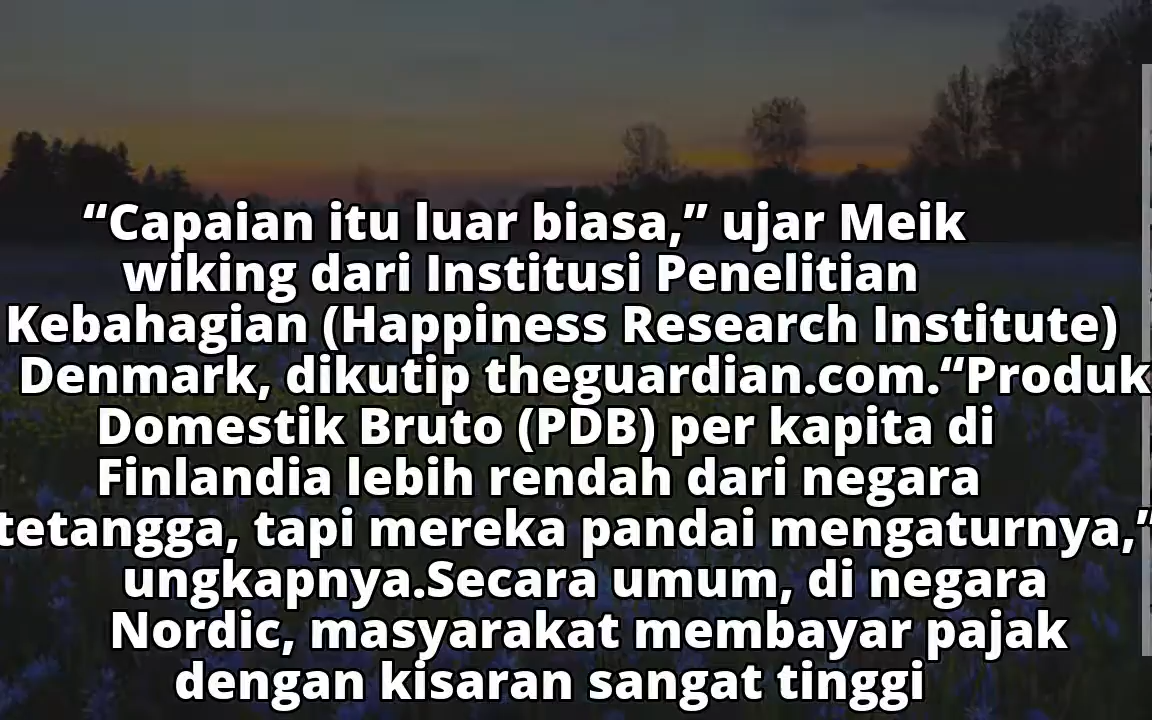 “Capaian itu luar biasa,” ujar Meik
wiking dari Institusi Penelitian
Kebahagian (Happiness Research Institute)
Denmark, dikutip theguardian.com.“Produk
Domestik Bruto (PDB) per kapita di
Finlandia lebih rendah dari negara
tetangga, tapi mereka pandai mengaturnya,”
ungkapnya.Secara umum, di negara
Nordic, masyarakat membayar pajak
dengan kisaran sangat tinggi